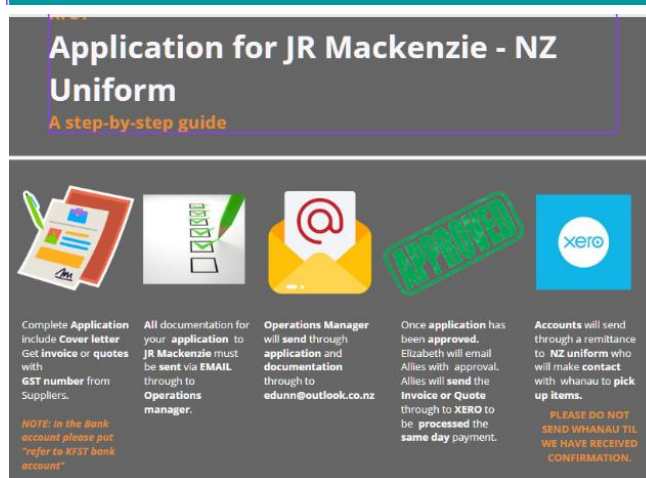 Application for JR Mackenzie - NZ
Uniform
A step-by-step guide
APPROVED
xero
Complete Application
include Cover letter
Get invoice or quotes
with
GST number from
Suppliers.
NOTE: In the Bank
account please put
"refer to KFST bank
account"
All documentation for
your application to
JR Mackenzie must
be sent via EMAIL
through to
Operations
manager.
Operations Manager
will send through
application and
documentation
through to
edunn@outlook.co.nz
Once application has
been approved.
Elizabeth will email
Allies with approval.
Allies will send the
Invoice or Quote
through to XERO to
be processed the
same day payment.
Accounts will send
through a remittance
to NZ uniform who
will make contact
with whanau to pick
up items.
PLEASE DO NOT
SEND WHANAU TIL
WE HAVE RECEIVED
CONFIRMATION.